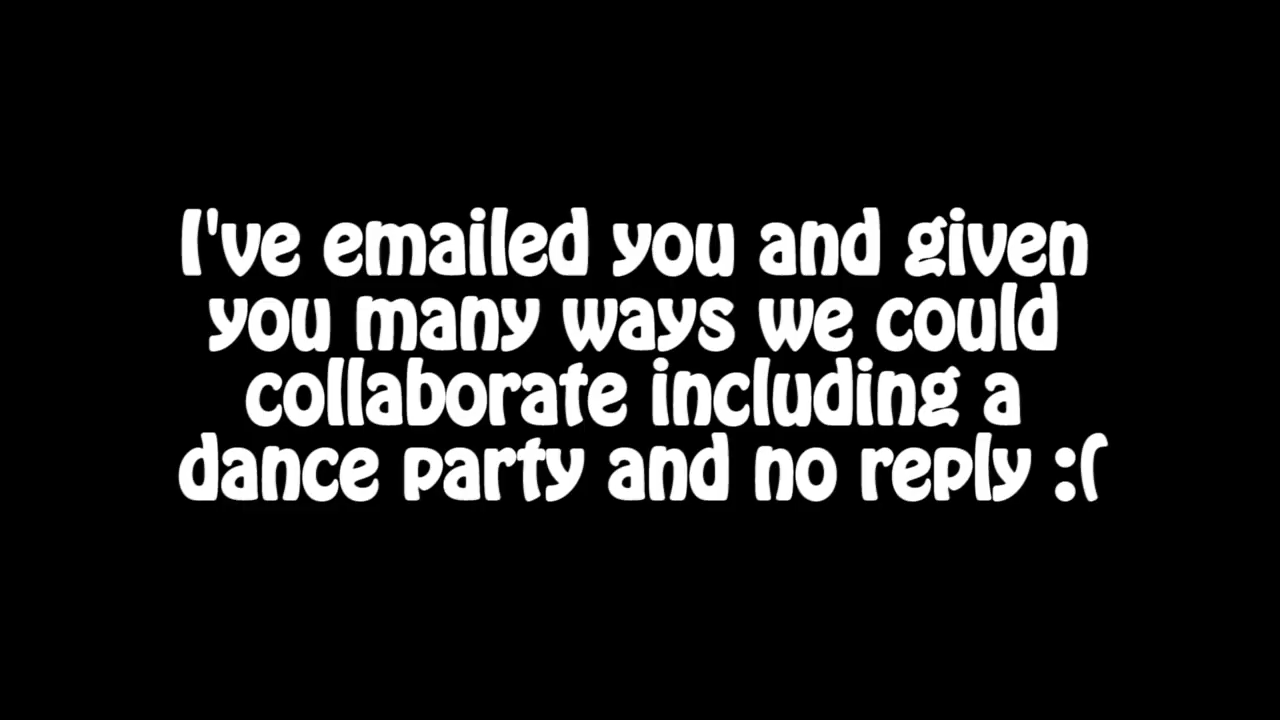 I've emailed you and given
you many ways we could
collaborate including a
dance party and no reply :(